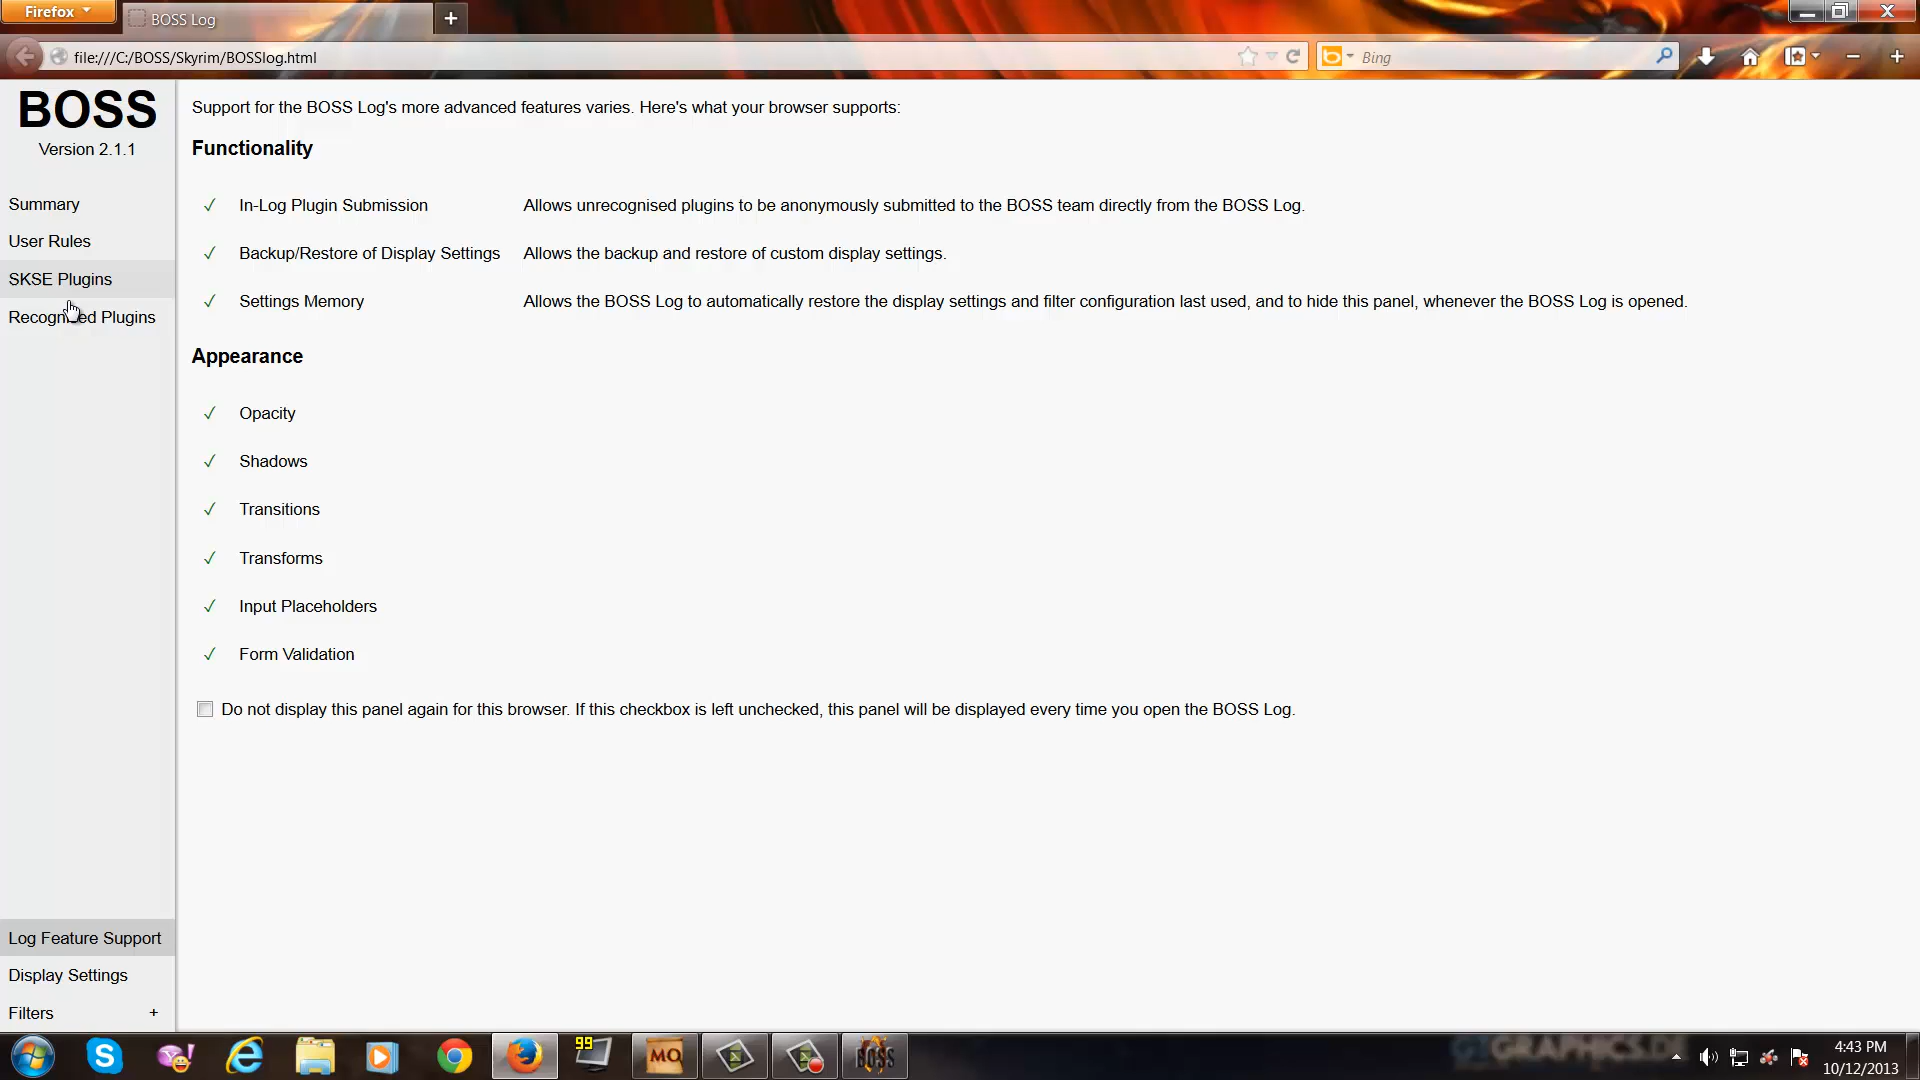 Firefox
BOSS Log
+
file:///C:/BOSS/Skyrim/BOSSlog.html
Bing
BOSS
Version 2.1.1
Summary
User Rules
SKSE Plugins
Recognised Plugins
Support for the BOSS Log's more advanced features varies. Here's what your browser supports:
Functionality
✓ In-Log Plugin Submission Allows unrecognised plugins to be anonymously submitted to the BOSS team directly from the BOSS Log.
✓ Backup/Restore of Display Settings Allows the backup and restore of custom display settings.
✓ Settings Memory Allows the BOSS Log to automatically restore the display settings and filter configuration last used, and to hide this panel, whenever the BOSS Log is opened.
Appearance
✓ Opacity
✓ Shadows
✓ Transitions
✓ Transforms
✓ Input Placeholders
✓ Form Validation
Do not display this panel again for this browser. If this checkbox is left unchecked, this panel will be displayed every time you open the BOSS Log.
Log Feature Support
Display Settings
Filters +
99
MO
BOSS
4:43 PM
10/12/2013